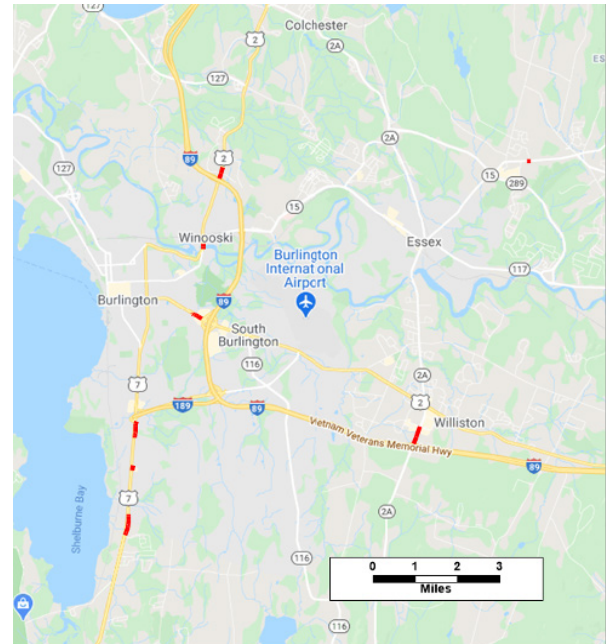 127
Colchester
2
2A
127
ES
89
2
127
15
15
289
Winooski
Essex
Burlington
International
Airport
117
Burlington
89
South
Burlington
116
2A
7
2
189
89
Williston
Vietnam Veterans Memorial Hwy
89
7
Shelburne Bay
2A
116
0 1 2 3
Miles
116